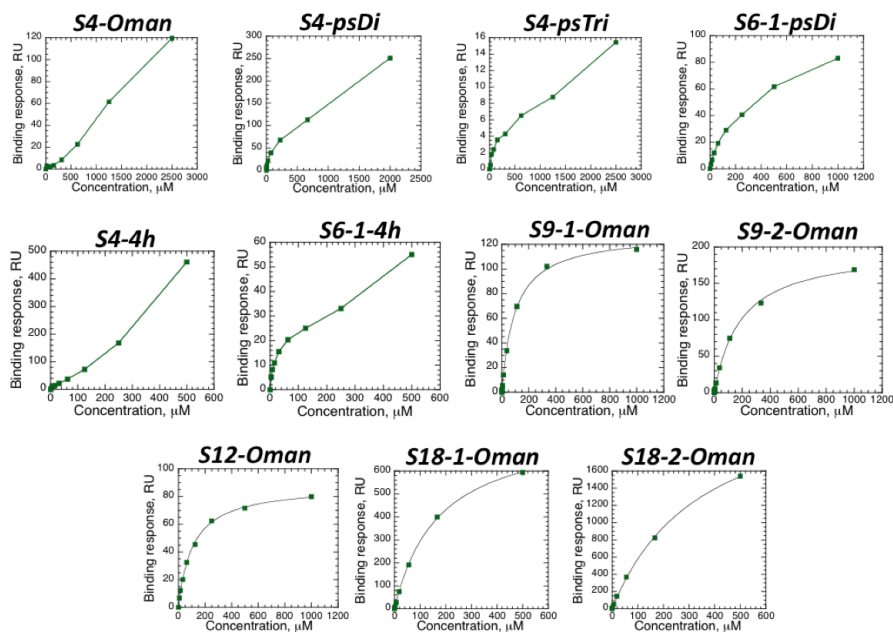 S4-Oman
Binding response, RU
120
100
80
60
40
20
0
0 500 1000 1500 2000 2500 3000
Concentration, µM
S4-psDi
Binding response, RU
300
250
200
150
100
50
0
0 500 1000 1500 2000 2500
Concentration, µM
S4-psTri
Binding response, RU
16
14
12
10
8
6
4
2
0
0 500 1000 1500 2000 2500 3000
Concentration, µM
S6-1-psDi
Binding response, RU
100
80
60
40
20
0
0 200 400 600 800 1000 1200
Concentration, µM
S4-4h
Binding response, RU
500
400
300
200
100
0
0 100 200 300 400 500 600
Concentration, µM
S6-1-4h
Binding response, RU
60
50
40
30
20
10
0
0 100 200 300 400 500 600
Concentration, µM
S9-1-Oman
Binding response, RU
120
100
80
60
40
20
0
0 200 400 600 800 1000 1200
Concentration, µM
S9-2-Oman
Binding response, RU
200
150
100
50
0
0 200 400 600 800 1000 1200
Concentration, µM
S12-Oman
Binding response, RU
100
80
60
40
20
0
0 200 400 600 800 1000 1200
Concentration, µM
S18-1-Oman
Binding response, RU
600
500
400
300
200
100
0
0 100 200 300 400 500 600
Concentration, µM
S18-2-Oman
Binding response, RU
1600
1400
1200
1000
800
600
400
200
0
0 100 200 300 400 500 600
Concentration, µM